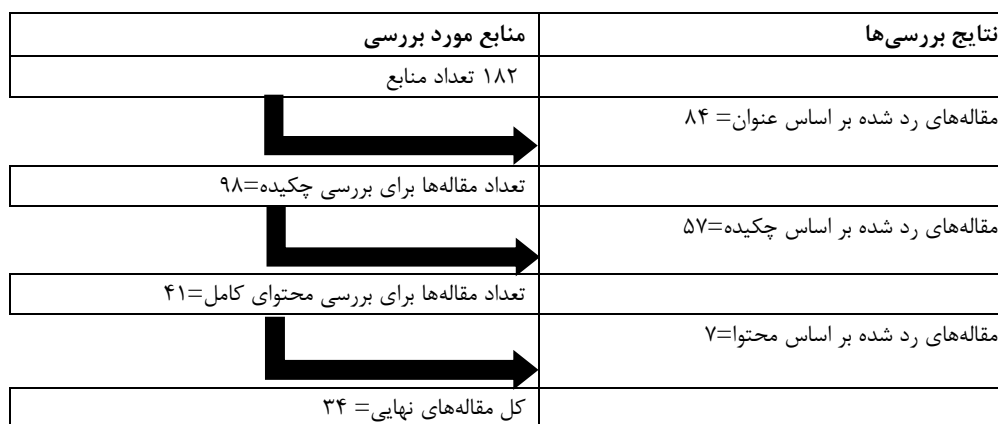 نتایج بررسی‌ها
منابع مورد بررسی
۱۸۲ تعداد منابع
مقاله‌های رد شده بر اساس عنوان= ۸۴
تعداد مقاله‌ها برای بررسی چکیده=۹۸
مقاله‌های رد شده بر اساس چکیده=۵۷
تعداد مقاله‌ها برای بررسی محتوای کامل=۴۱
مقاله‌های رد شده بر اساس محتوا=۷
کل مقاله‌های نهایی= ۳۴